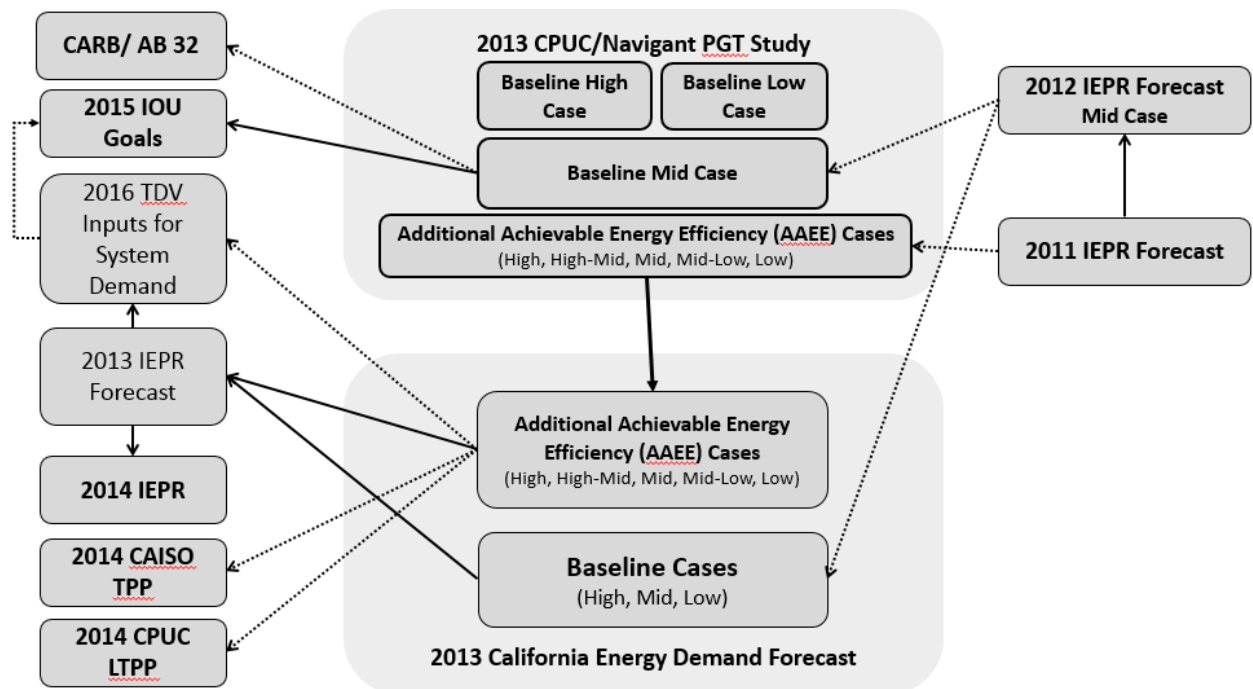 CARB/ AB 32
2015 IOU
Goals
2016 TDV
Inputs for
System
Demand
2013 IEPR
Forecast
2014 IEPR
2014 CAISO
TPP
2014 CPUC
LTPP
2013 CPUC/Navigant PGT Study
Baseline High
Case
Baseline Low
Case
Baseline Mid Case
Additional Achievable Energy Efficiency (AAEE) Cases
(High, High-Mid, Mid, Mid-Low, Low)
Additional Achievable Energy
Efficiency (AAEE) Cases
(High, High-Mid, Mid, Mid-Low, Low)
Baseline Cases
(High, Mid, Low)
2013 California Energy Demand Forecast
2012 IEPR Forecast
Mid Case
2011 IEPR Forecast